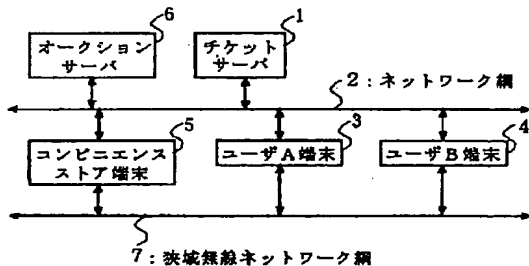 6
1
オークション
サーバ
チケット
サーバ
2：ネットワーク網
5
3
4
コンビニエンス
ストア端末
ユーザA端末
ユーザB端末
7：狭域無線ネットワーク網